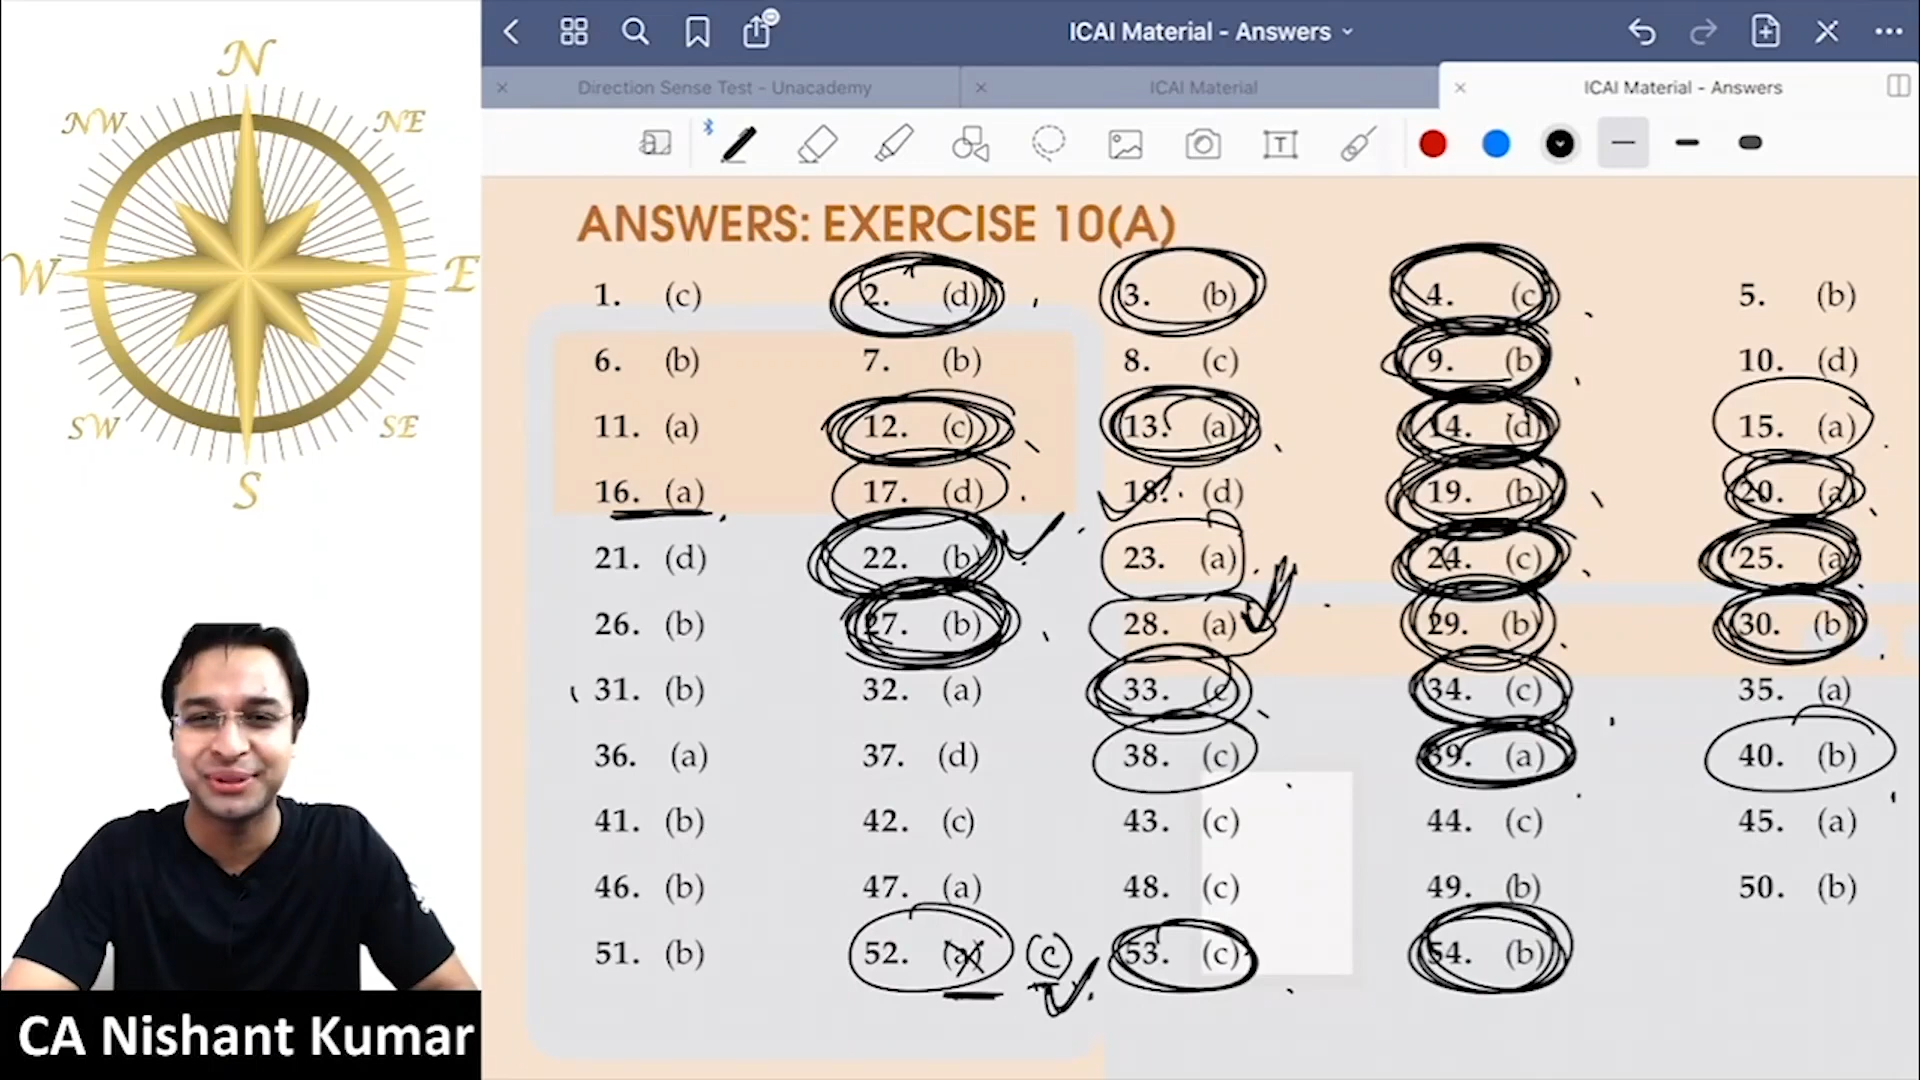 N
NW NE
W E
SW SE
S
CA Nishant Kumar
ICAI Material - Answers
Direction Sense Test - Unacademy
ICAI Material
ICAI Material - Answers
T
ANSWERS: EXERCISE 10(A)
1. (c) 2. (d) 3. (b) 4. (c) 5. (b)
6. (b) 7. (b) 8. (c) 9. (b) 10. (d)
11. (a) 12. (c) 13. (a) 14. (d) 15. (a)
16. (a) 17. (d) 18. (d) 19. (b) 20. (a)
21. (d) 22. (b) 23. (a) 24. (c) 25. (a)
26. (b) 27. (b) 28. (a) 29. (b) 30. (b)
31. (b) 32. (a) 33. (c) 34. (c) 35. (a)
36. (a) 37. (d) 38. (c) 39. (a) 40. (b)
41. (b) 42. (c) 43. (c) 44. (c) 45. (a)
46. (b) 47. (a) 48. (c) 49. (b) 50. (b)
51. (b) 52. (a) (c) 53. (c) 54. (b)